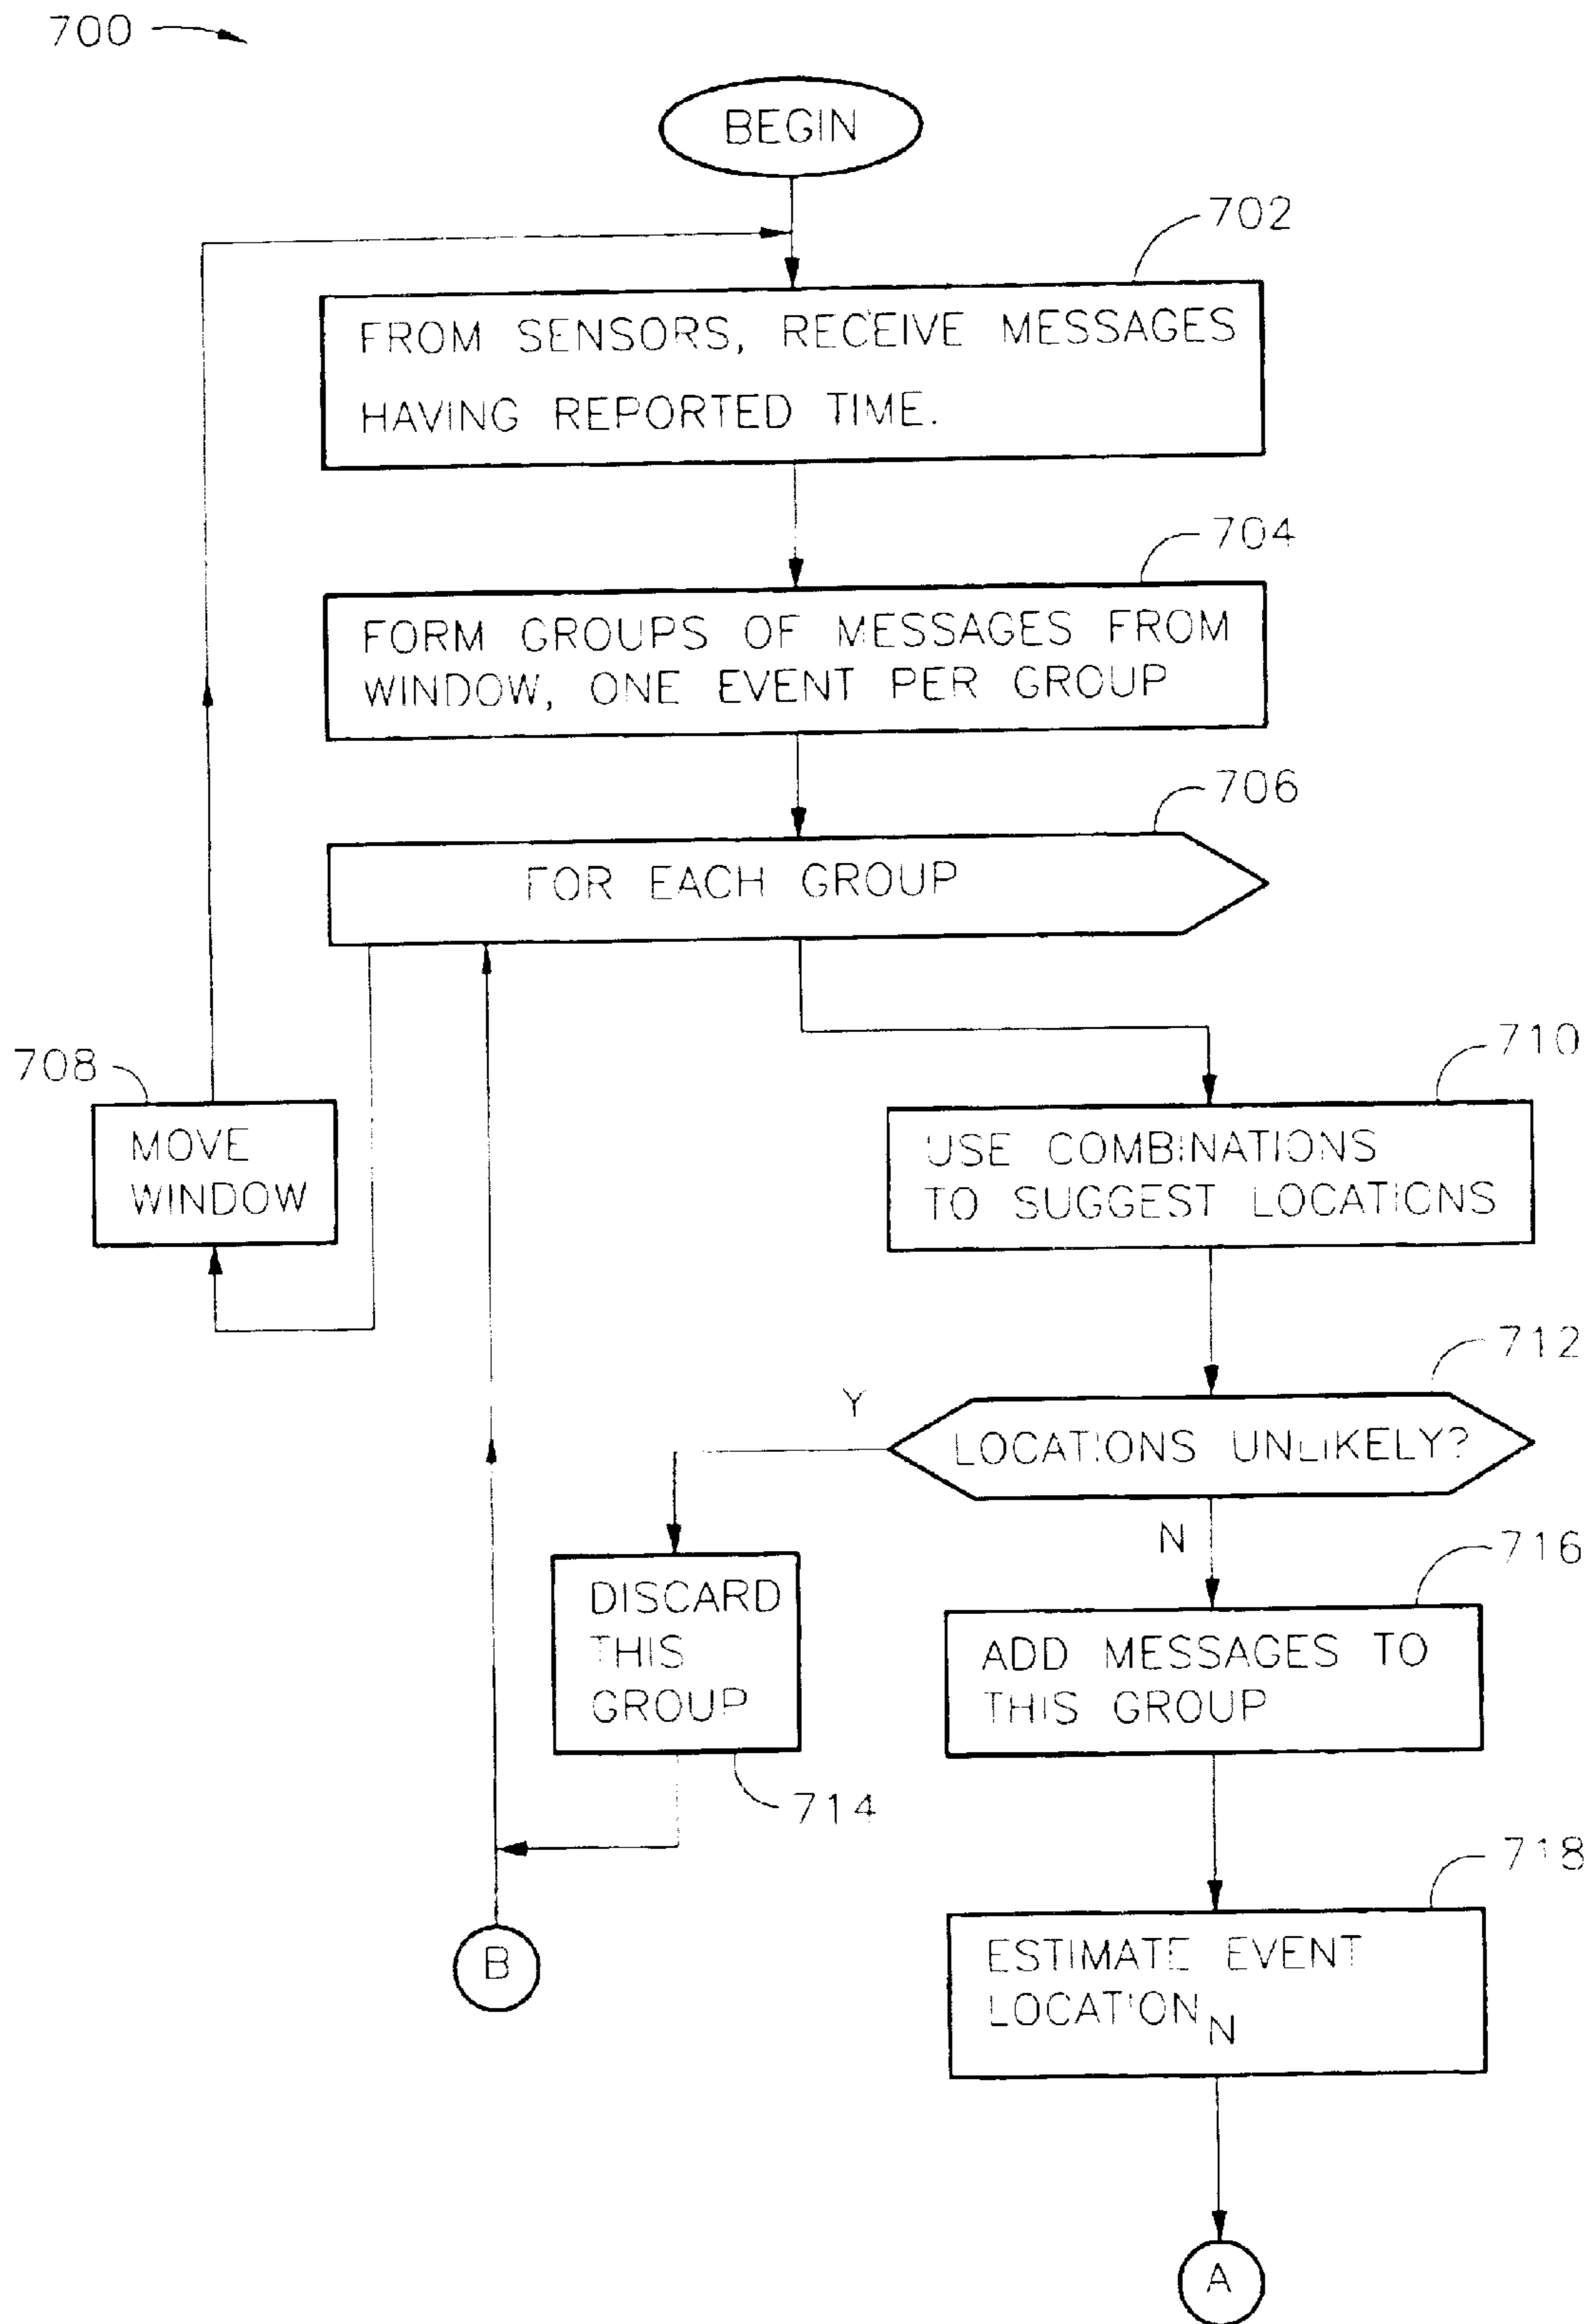 700
BEGIN
702
FROM SENSORS, RECEIVE MESSAGES
HAVING REPORTED TIME.
704
FORM GROUPS OF MESSAGES FROM
WINDOW, ONE EVENT PER GROUP
706
FOR EACH GROUP
708
MOVE
WINDOW
710
USE COMBINATIONS
TO SUGGEST LOCATIONS
712
Y
LOCATIONS UNLIKELY?
N
714
DISCARD
THIS
GROUP
716
ADD MESSAGES TO
THIS GROUP
718
ESTIMATE EVENT
LOCATION N
B
A